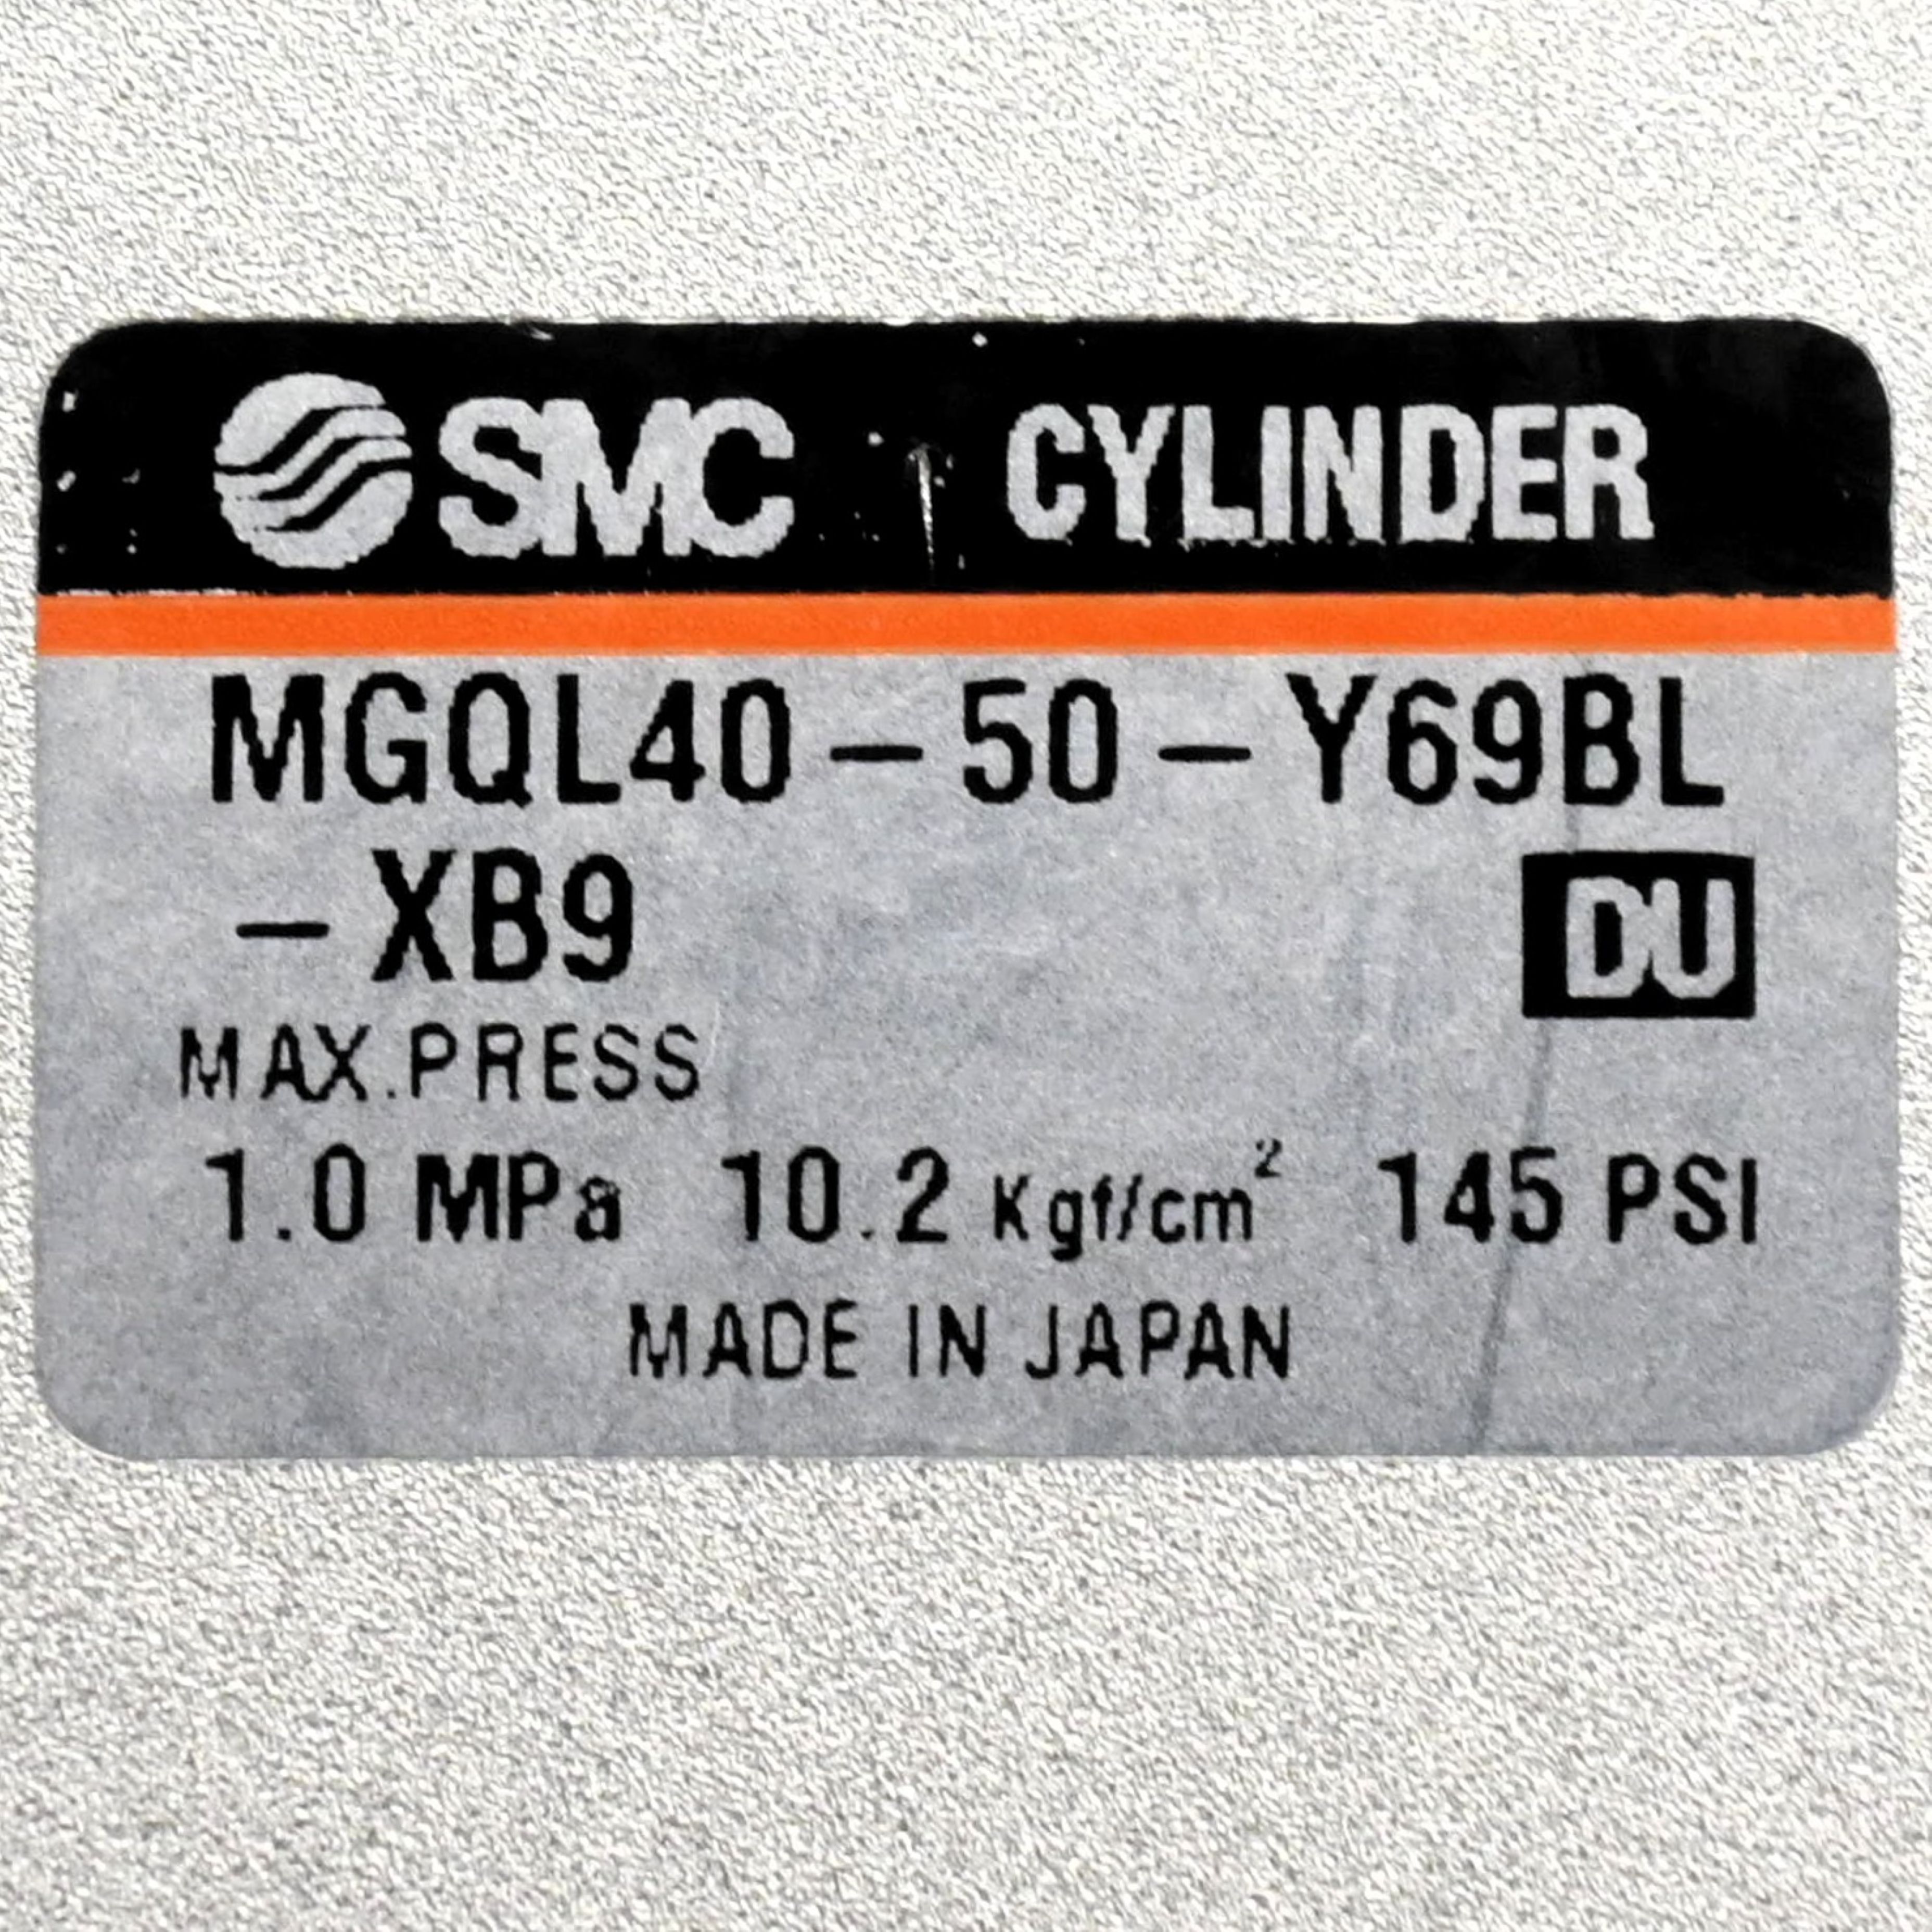 SMC CYLINDER
MGQL40-50-Y69BL
-XB9
DU
MAX.PRESS
1.0 MPa 10.2 Kgf/cm² 145 PSI
MADE IN JAPAN